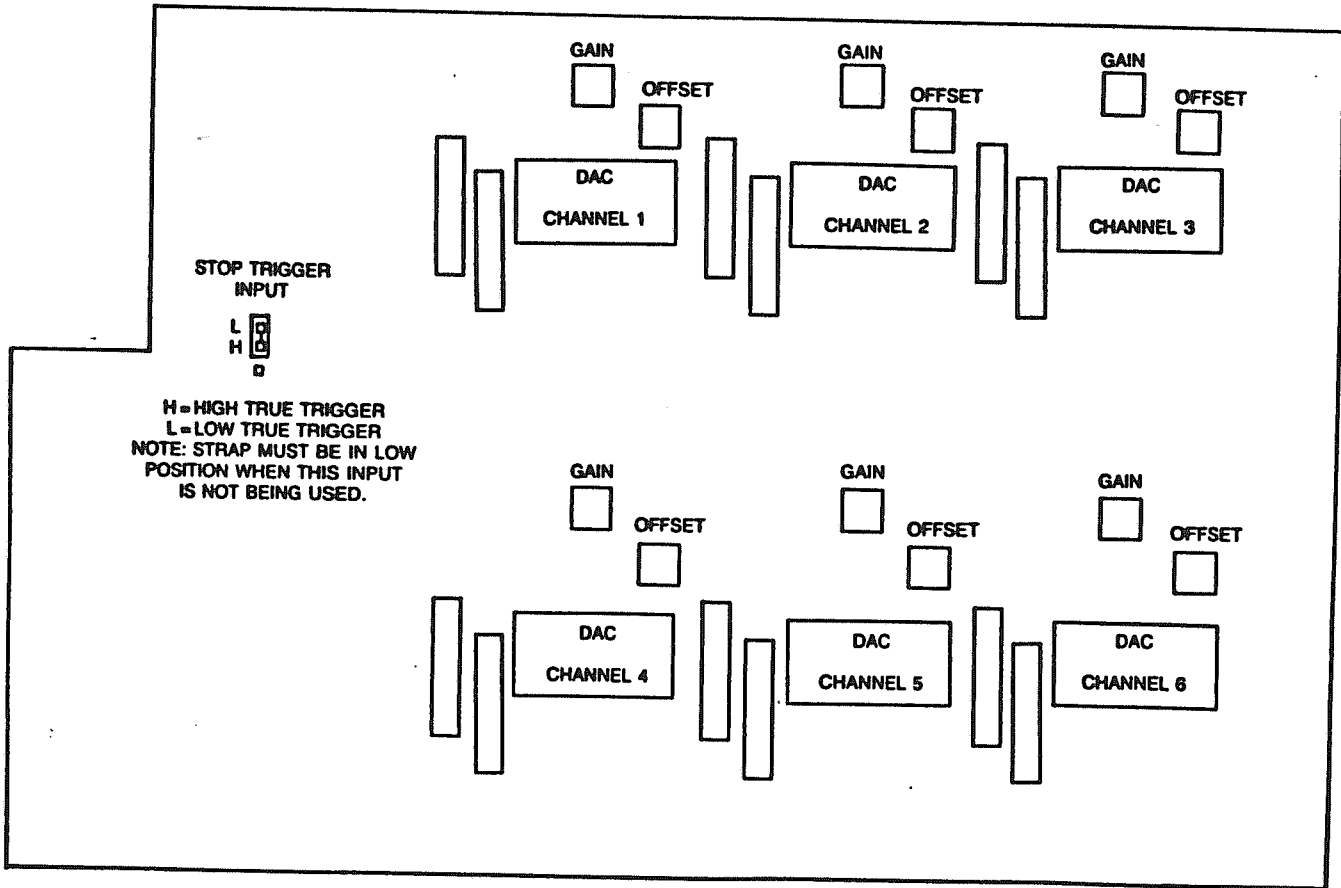 GAIN
OFFSET
GAIN
OFFSET
GAIN
OFFSET
DAC
CHANNEL 1
DAC
CHANNEL 2
DAC
CHANNEL 3
STOP TRIGGER
INPUT
L
H
H=HIGH TRUE TRIGGER
L=LOW TRUE TRIGGER
NOTE: STRAP MUST BE IN LOW
POSITION WHEN THIS INPUT
IS NOT BEING USED.
GAIN
OFFSET
GAIN
OFFSET
GAIN
OFFSET
DAC
CHANNEL 4
DAC
CHANNEL 5
DAC
CHANNEL 6